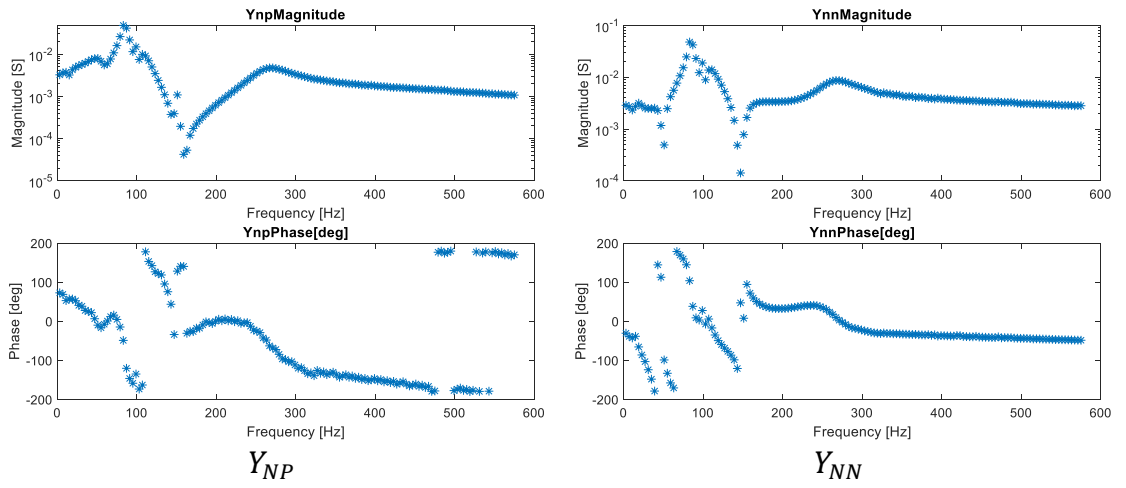 YnpMagnitude
Magnitude [S]
10^-2
10^-3
10^-4
10^-5
0 100 200 300 400 500 600
Frequency [Hz]
YnnMagnitude
Magnitude [S]
10^-1
10^-2
10^-3
10^-4
0 100 200 300 400 500 600
Frequency [Hz]
YnpPhase[deg]
Phase [deg]
200
100
0
-100
-200
0 100 200 300 400 500 600
Frequency [Hz]
Y_NP
YnnPhase[deg]
Phase [deg]
200
100
0
-100
-200
0 100 200 300 400 500 600
Frequency [Hz]
Y_NN